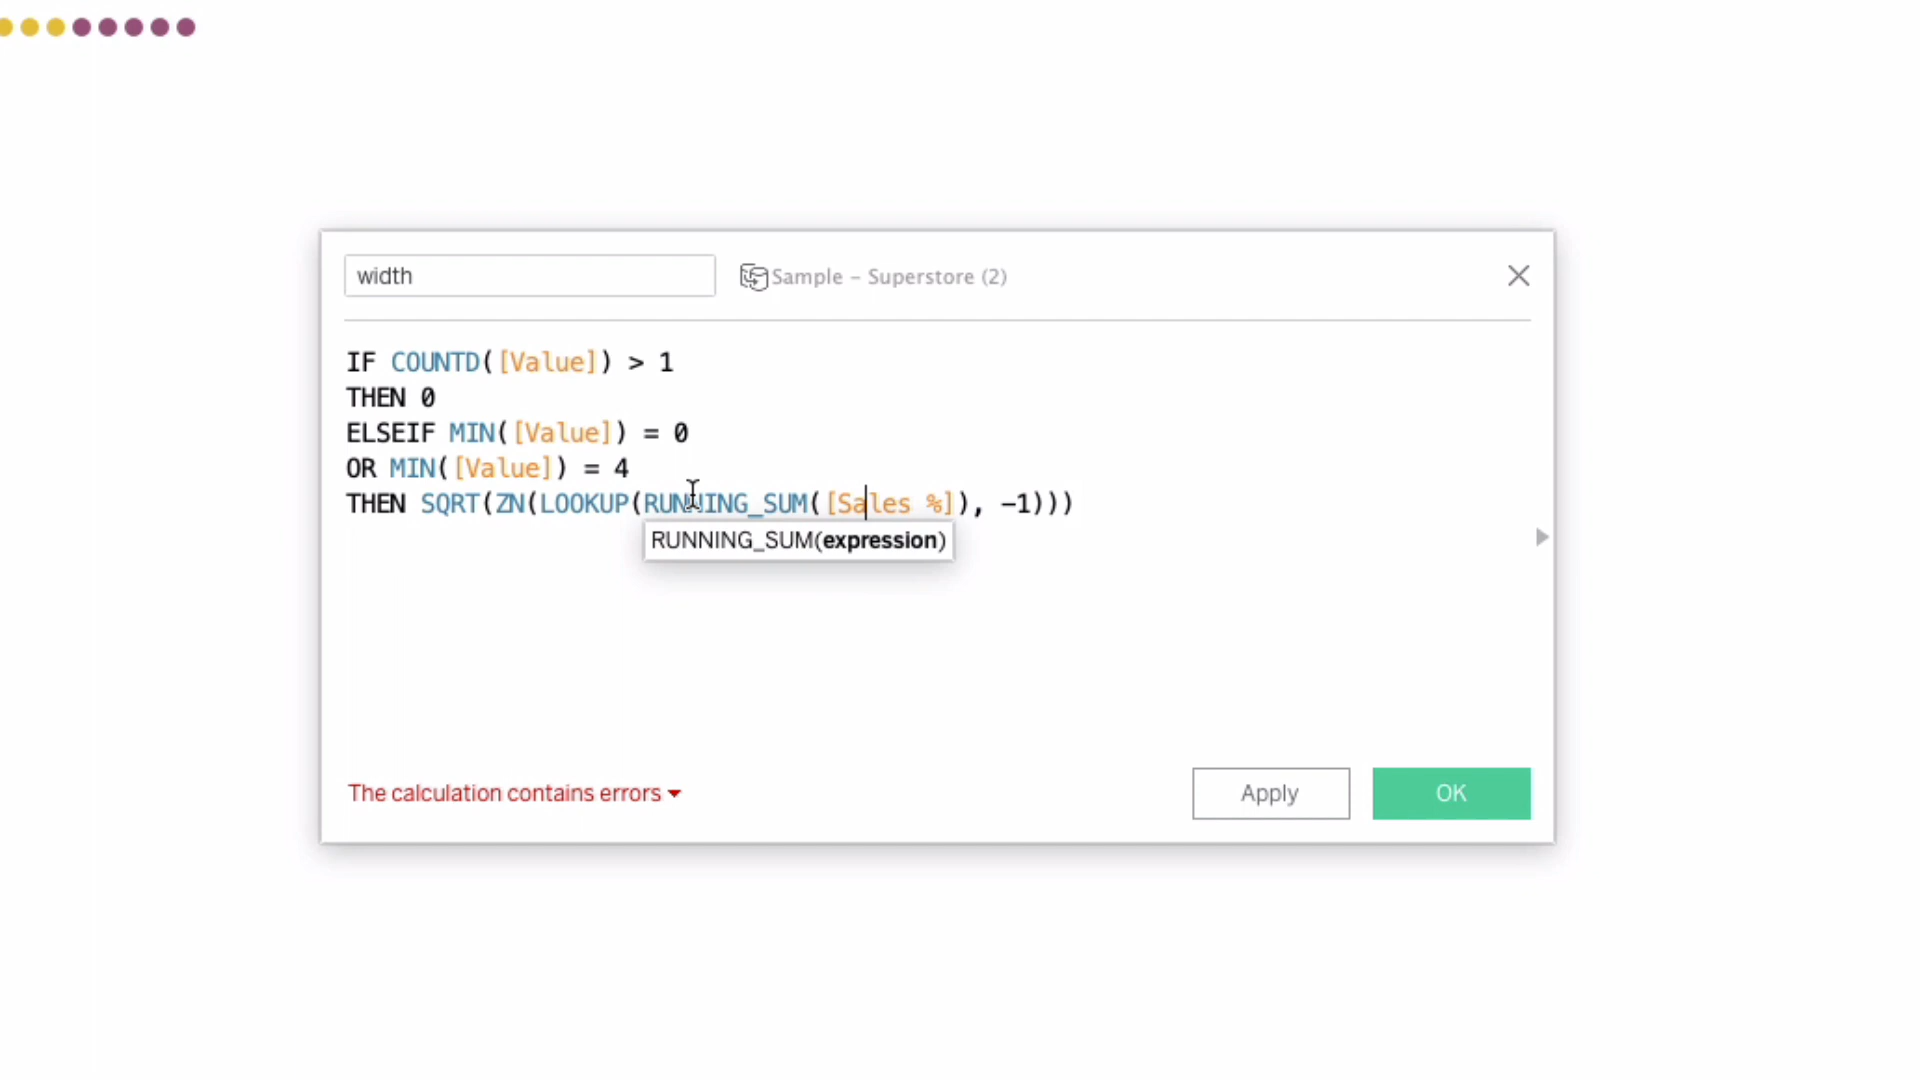 width
Sample – Superstore (2)
IF COUNTD([Value]) > 1
THEN 0
ELSEIF MIN([Value]) = 0
OR MIN([Value]) = 4
THEN SQRT(ZN(LOOKUP(RUNNING_SUM([Sales %]), -1)))
RUNNING_SUM(expression)
The calculation contains errors
Apply
OK